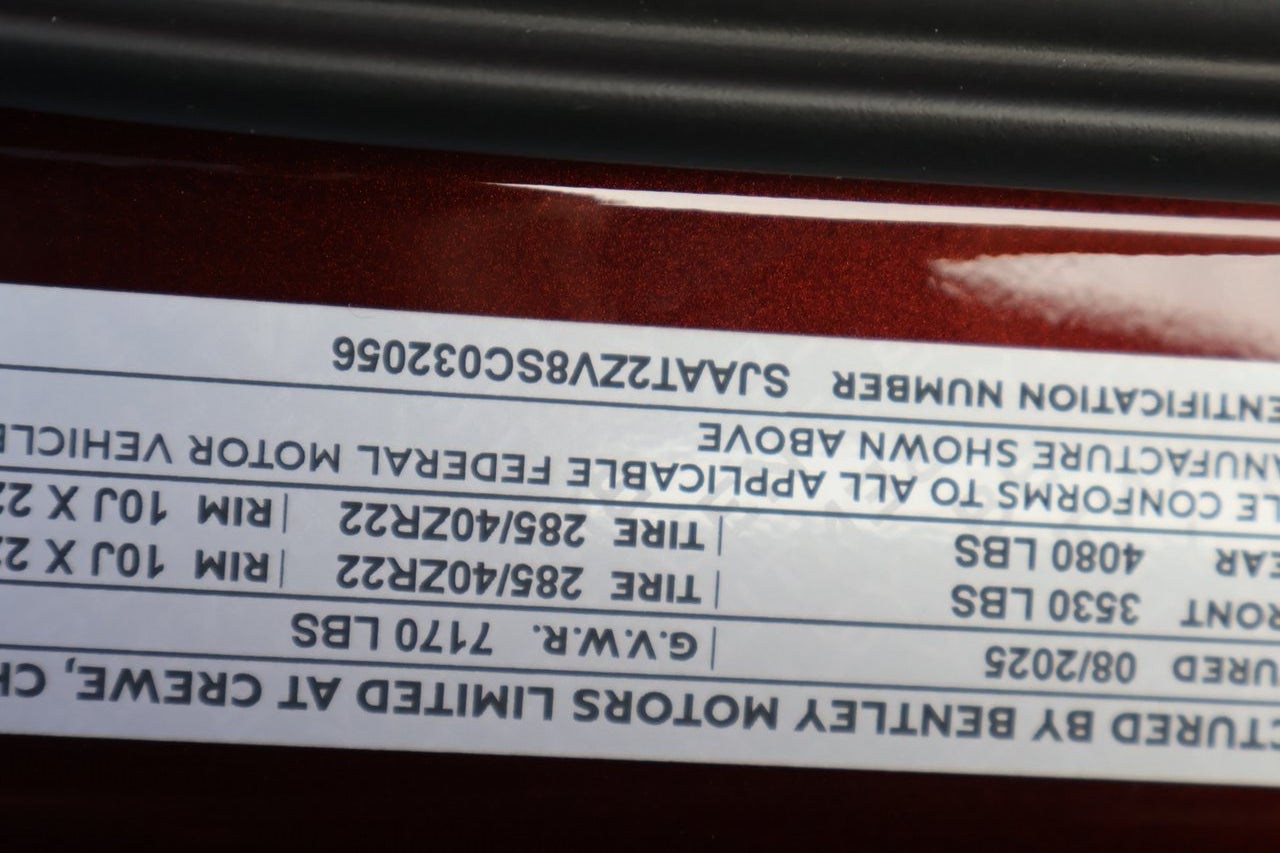 CTURED BY BENTLEY MOTORS LIMITED AT CREWE, CH
URED 08/2025 | G.V.W.R. 7170 LBS
RONT 3530 LBS | TIRE 285/40ZR22 | RIM 10J X 22
EAR 4080 LBS | TIRE 285/40ZR22 | RIM 10J X 22
LE CONFORMS TO ALL APPLICABLE FEDERAL MOTOR VEHICLE
ANUFACTURE SHOWN ABOVE
ENTIFICATION NUMBER SJAAT2ZV8SC032056